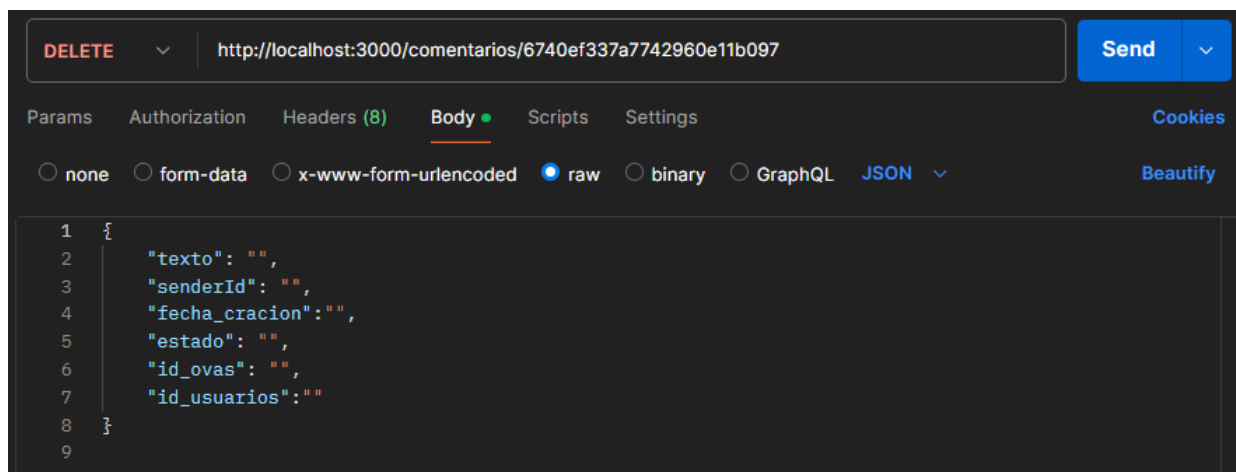 DELETE http://localhost:3000/comentarios/6740ef337a7742960e11b097 Send
Params Authorization Headers (8) Body Scripts Settings Cookies
none form-data x-www-form-urlencoded raw binary GraphQL JSON Beautify
1 {
2 "texto": "",
3 "senderId": "",
4 "fecha_cracion":"",
5 "estado": "",
6 "id_ovas": "",
7 "id_usuarios":""
8 }
9